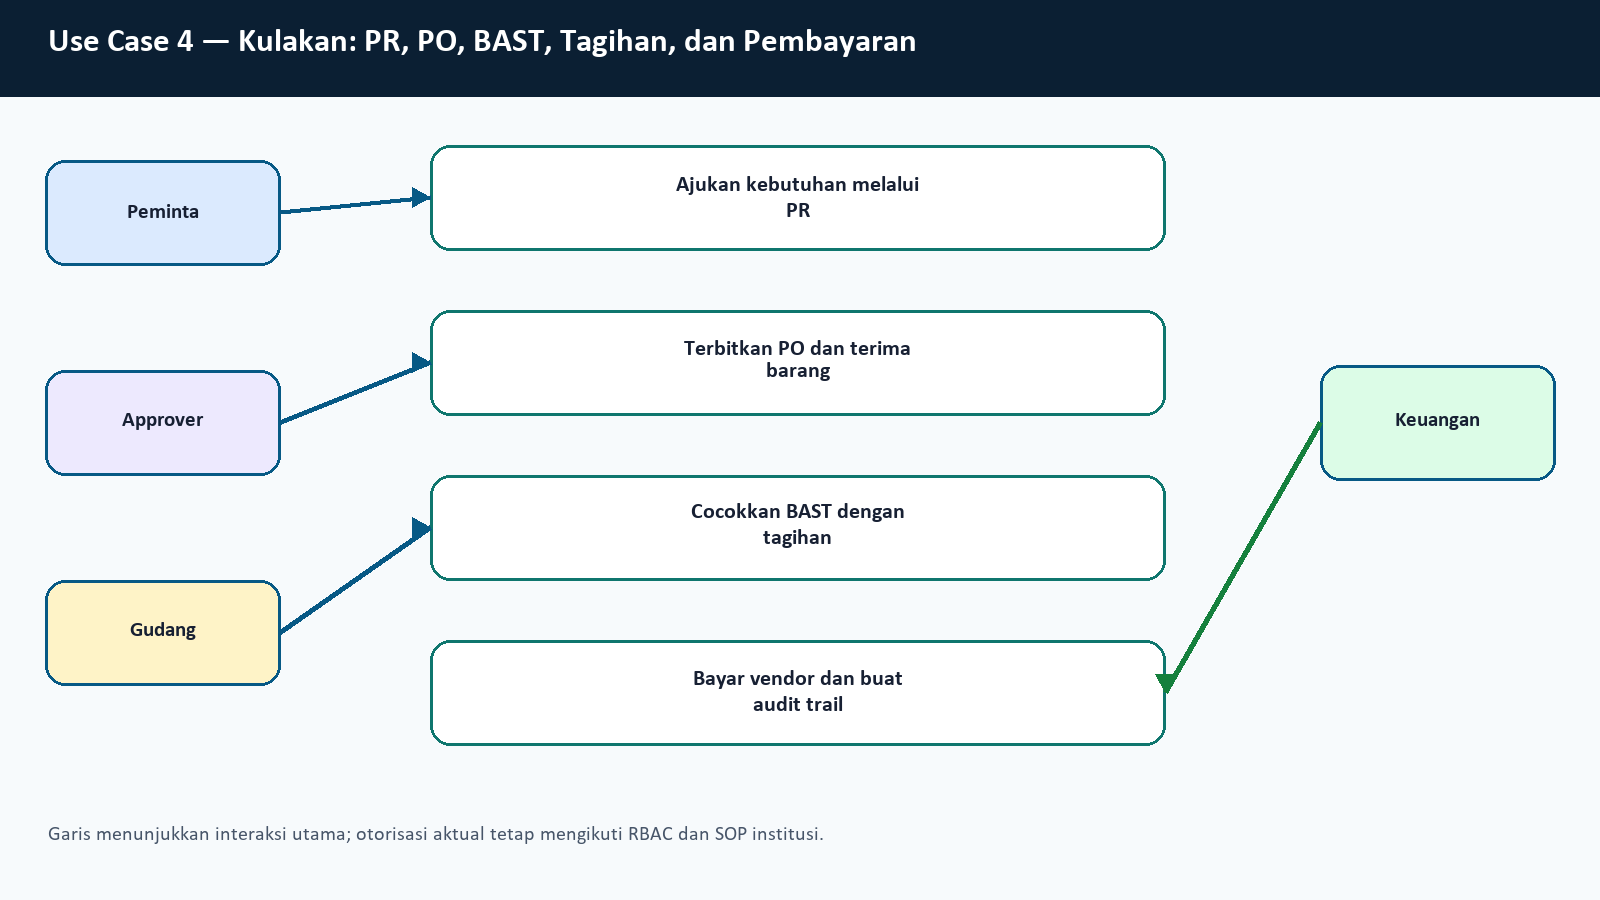 Use Case 4 — Kulakan: PR, PO, BAST, Tagihan, dan Pembayaran
Peminta
Ajukan kebutuhan melalui
PR
Approver
Terbitkan PO dan terima
barang
Keuangan
Gudang
Cocokkan BAST dengan
tagihan
Bayar vendor dan buat
audit trail
Garis menunjukkan interaksi utama; otorisasi aktual tetap mengikuti RBAC dan SOP institusi.